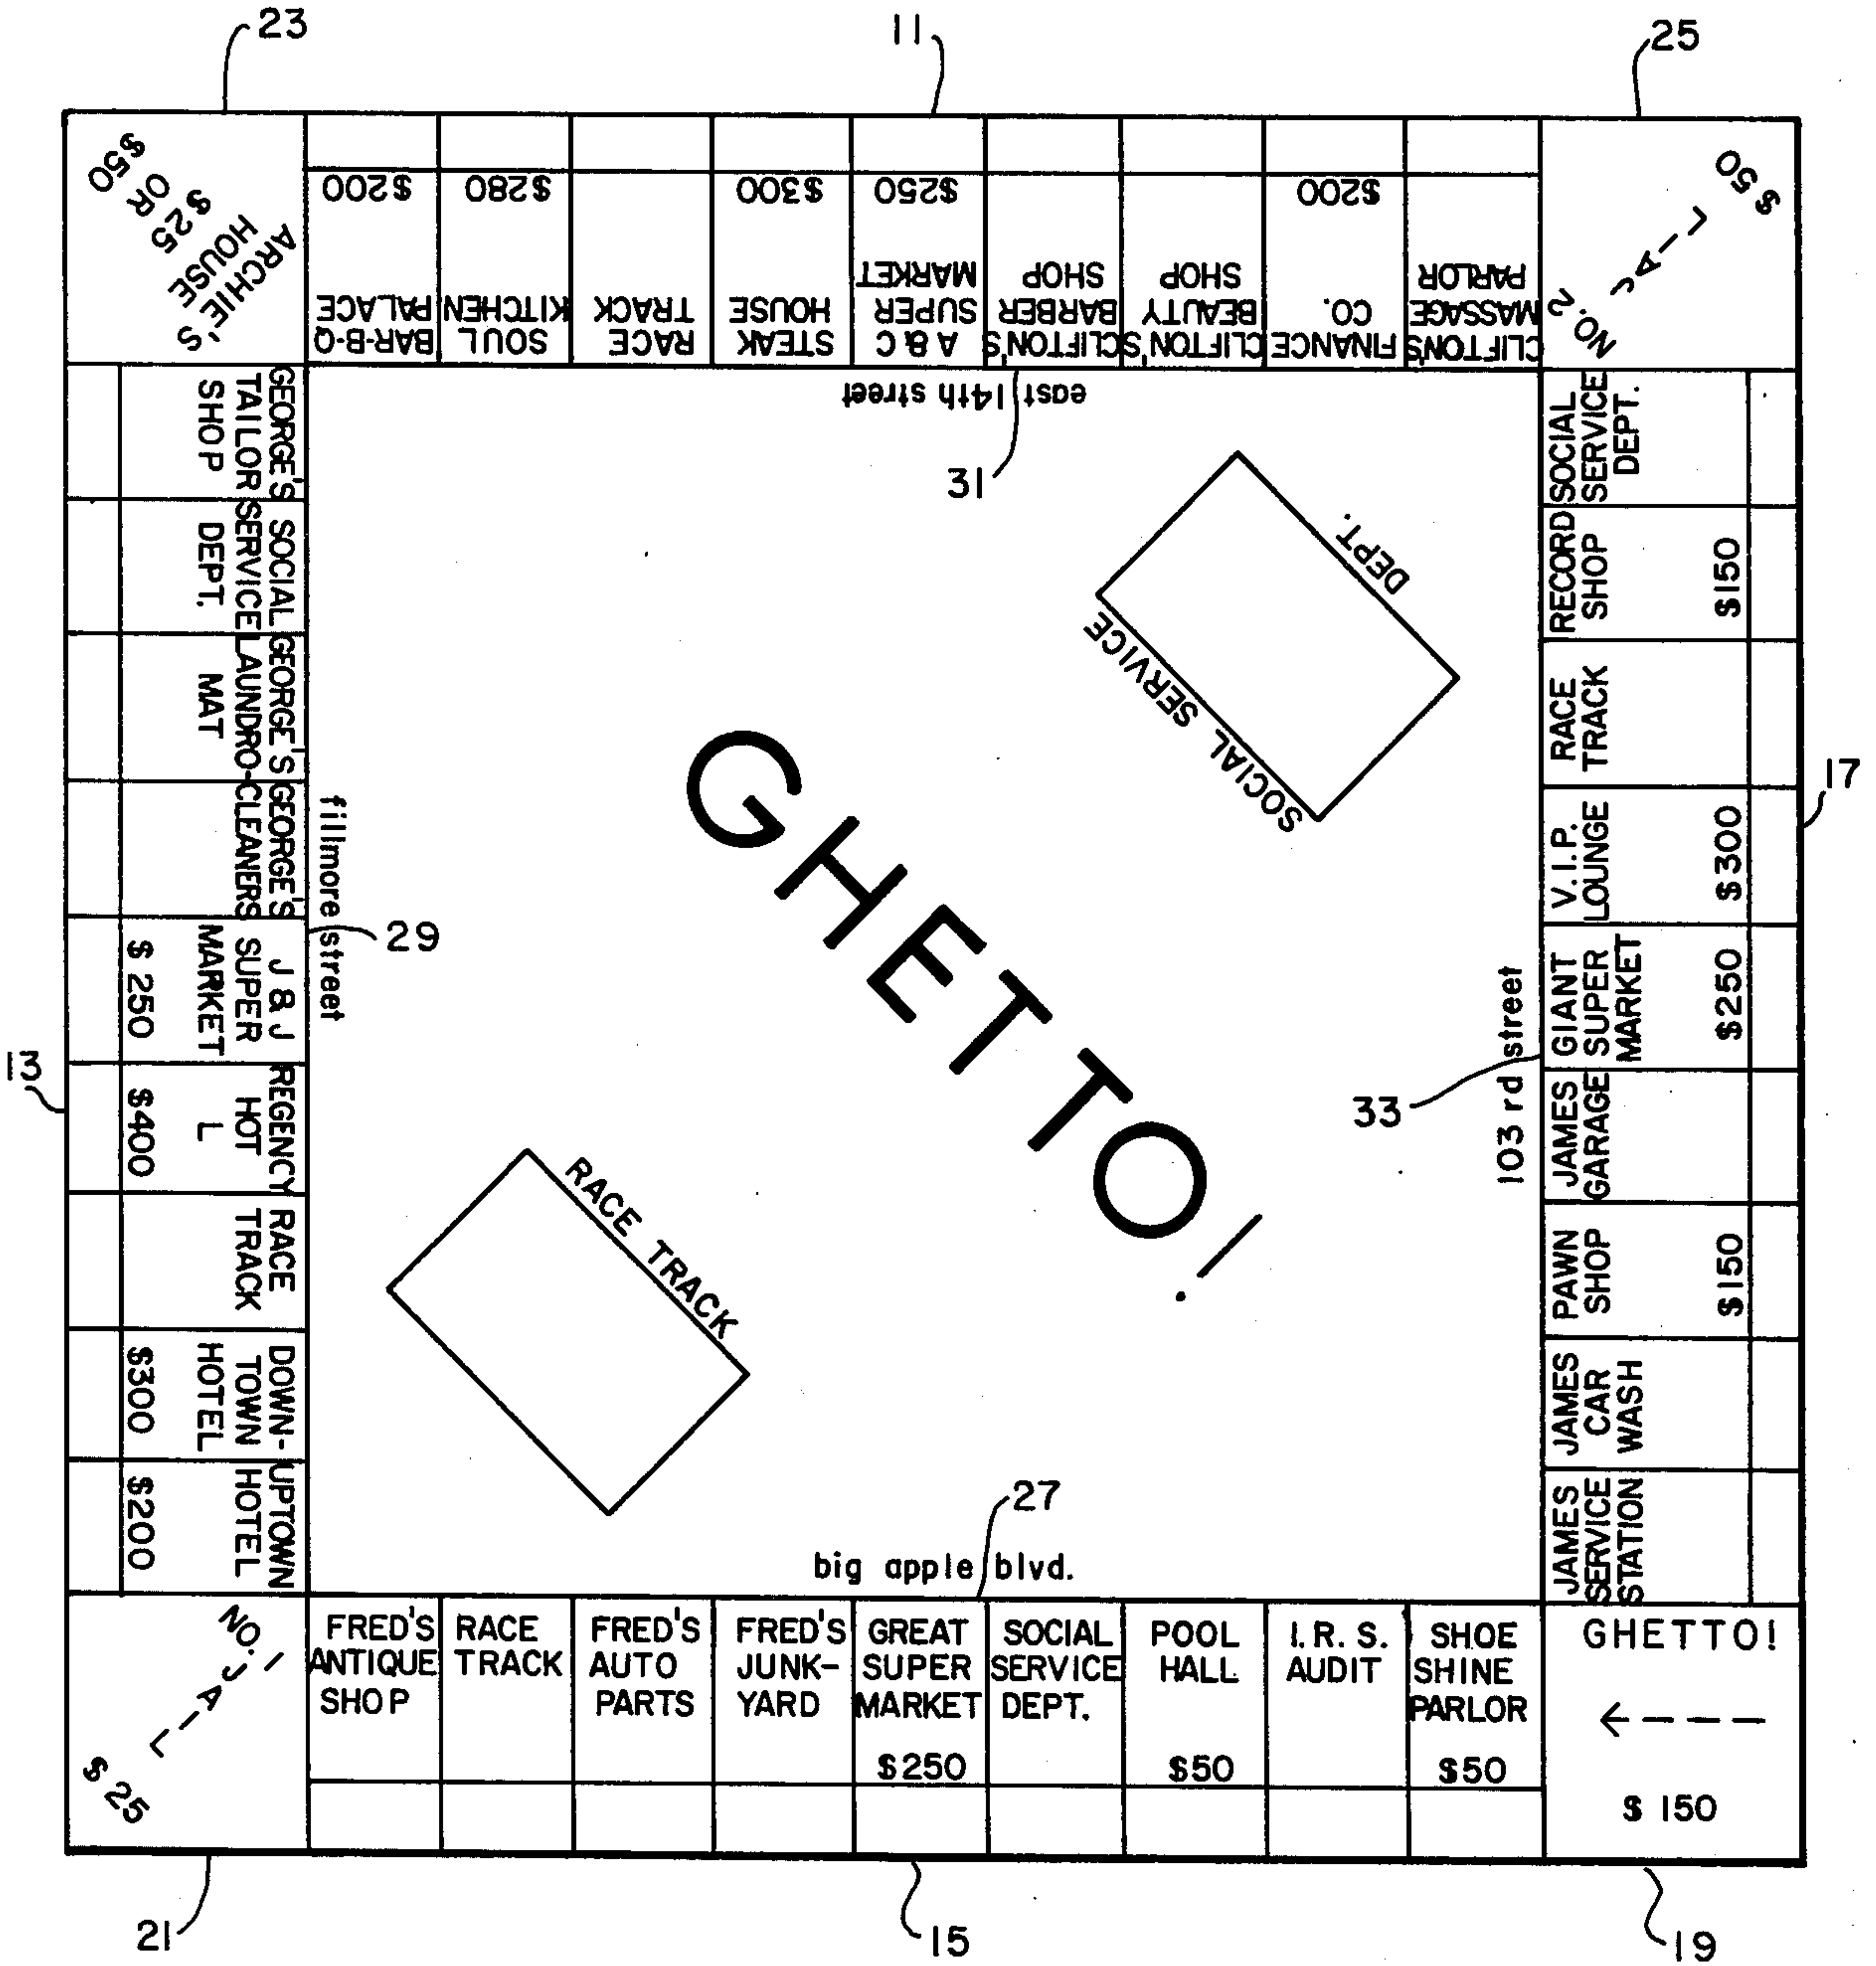 23
11
25
ARCHIE'S
HOUSE
$25 OR
$50
BAR-B-Q
PALACE
$200
SOUL
KITCHEN
$280
RACE
TRACK
STEAK
HOUSE
$300
A & C
SUPER
MARKET
$250
CLIFTON'S
BARBER
SHOP
CLIFTON'S
BEAUTY
SHOP
FINANCE
CO.
$200
CLIFTON'S
MASSAGE
PARLOR
NO. 2
JAIL
$50
east 14th street
31
GEORGE'S
TAILOR
SHOP
SOCIAL
SERVICE
DEPT.
GEORGE'S
LAUNDRO-
MAT
GEORGE'S
CLEANERS
J & J
SUPER
MARKET
$ 250
REGENCY
HOT
L
$400
RACE
TRACK
DOWN-
TOWN
HOTEL
$300
UPTOWN
HOTEL
$200
fillmore street
29
13
SOCIAL SERVICE
DEPT.
GHETTO!
RACE TRACK
SOCIAL
SERVICE
DEPT.
RECORD
SHOP
$150
RACE
TRACK
V.I.P.
LOUNGE
$300
GIANT
SUPER
MARKET
$250
JAMES
GARAGE
PAWN
SHOP
$150
JAMES
CAR
WASH
JAMES
SERVICE
STATION
103 rd street
33
17
27
big apple blvd.
NO. 1
JAIL
$ 25
FRED'S
ANTIQUE
SHOP
RACE
TRACK
FRED'S
AUTO
PARTS
FRED'S
JUNK-
YARD
GREAT
SUPER
MARKET
$250
SOCIAL
SERVICE
DEPT.
POOL
HALL
$50
I.R.S.
AUDIT
SHOE
SHINE
PARLOR
$50
GHETTO!
$ 150
21
15
19